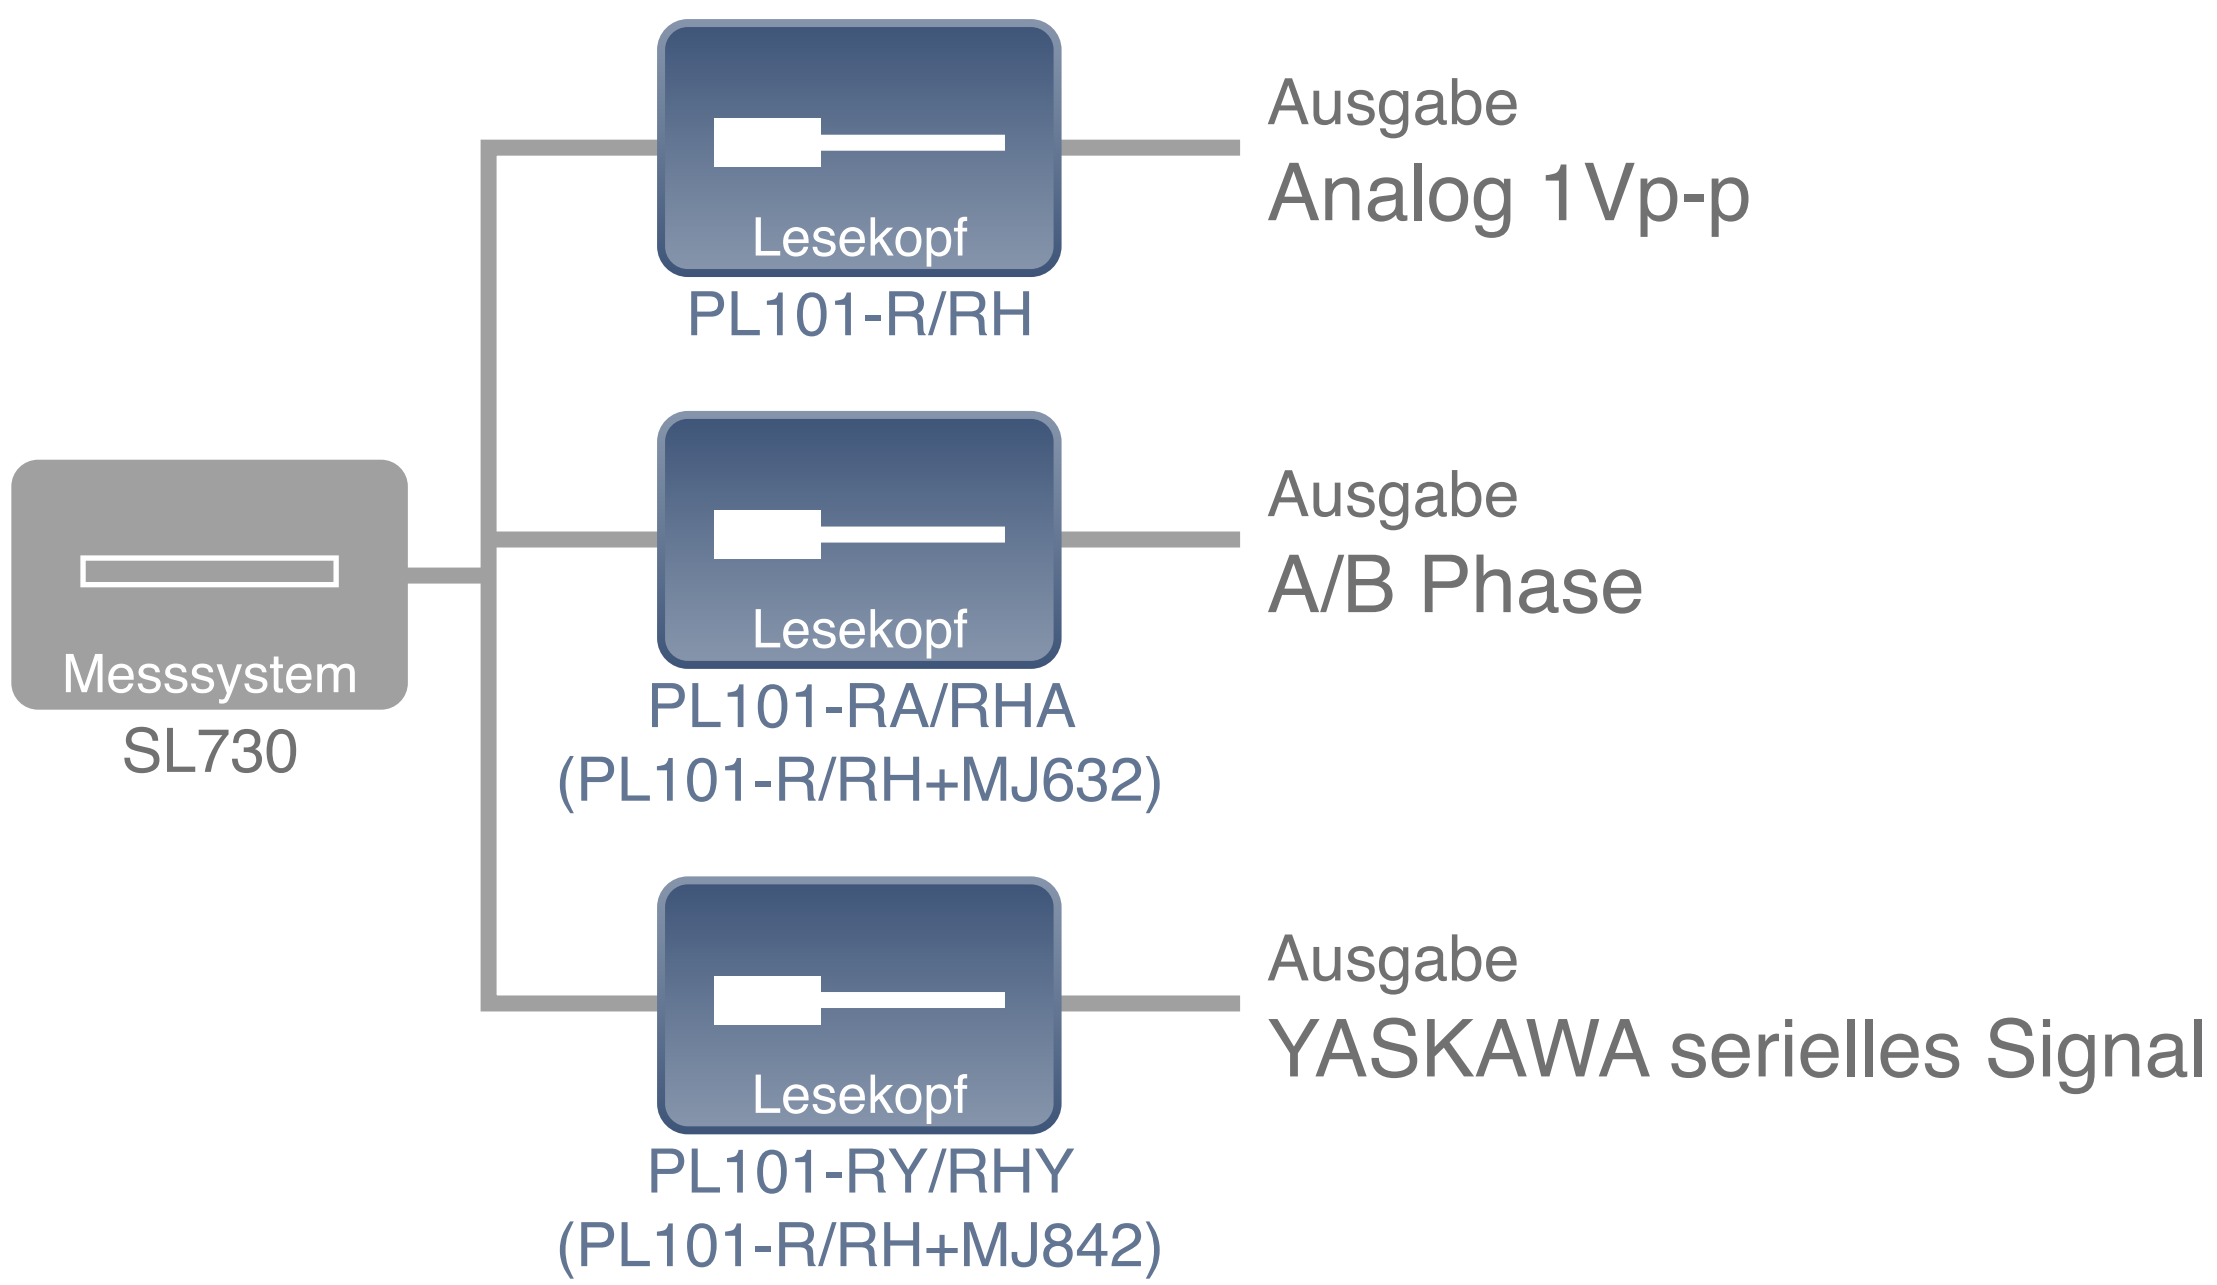 Lesekopf
PL101-R/RH
Ausgabe
Analog 1Vp-p
Messsystem
SL730
Lesekopf
PL101-RA/RHA
(PL101-R/RH+MJ632)
Ausgabe
A/B Phase
Lesekopf
PL101-RY/RHY
(PL101-R/RH+MJ842)
Ausgabe
YASKAWA serielles Signal